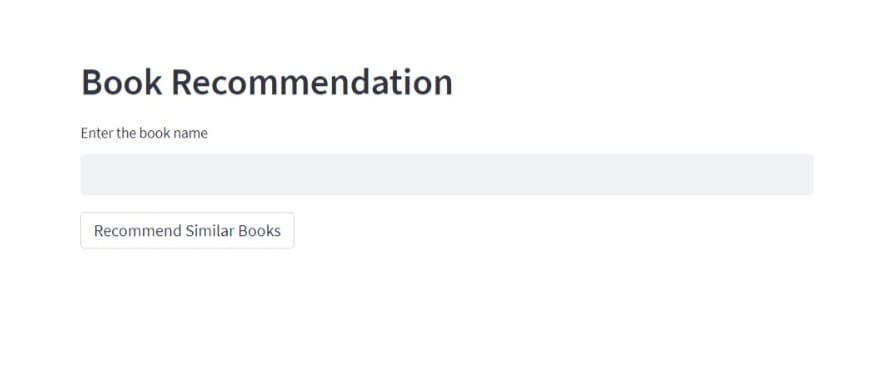 Book Recommendation
Enter the book name
Recommend Similar Books